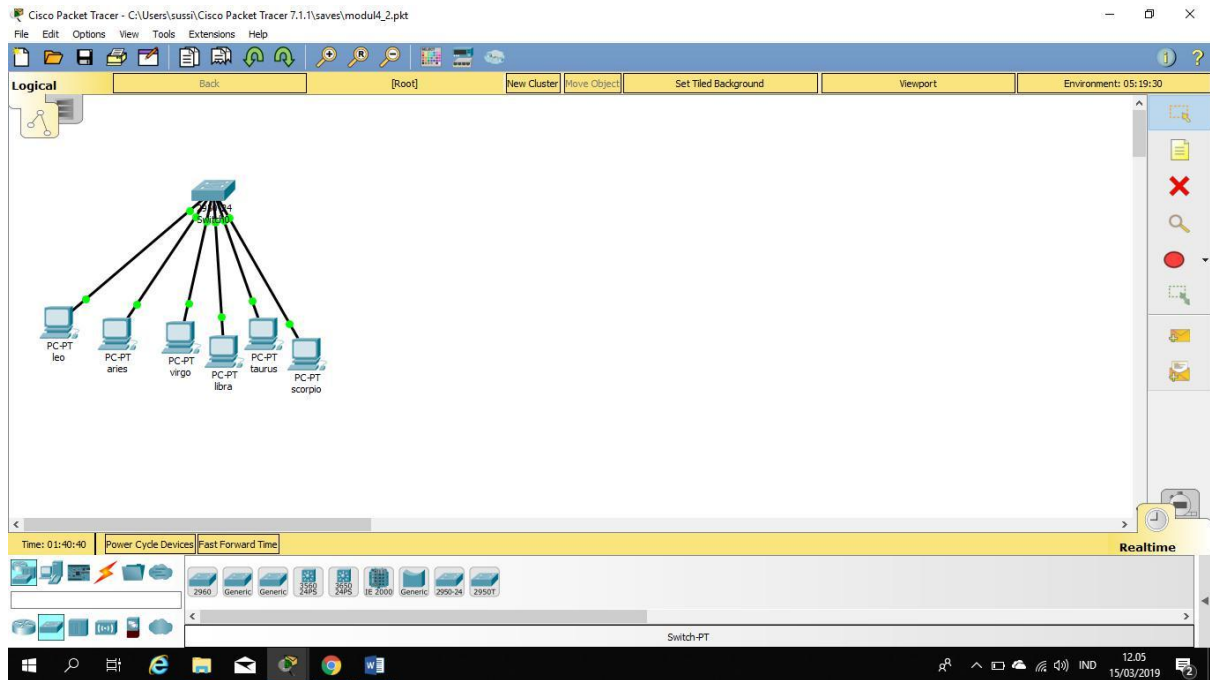 Cisco Packet Tracer - C:\Users\sussi\Cisco Packet Tracer 7.1.1\saves\modul4_2.pkt
File Edit Options View Tools Extensions Help
Logical Back [Root] New Cluster Move Object Set Tiled Background Viewport Environment: 05:19:30
2950-24
Switch0
PC-PT
leo
PC-PT
aries
PC-PT
virgo
PC-PT
libra
PC-PT
taurus
PC-PT
scorpio
Time: 01:40:40 Power Cycle Devices Fast Forward Time Realtime
2960 Generic Generic 3560 24PS 3650 24PS IE 2000 Generic 2950-24 2950T
Switch-PT
IND
12.05
15/03/2019
2